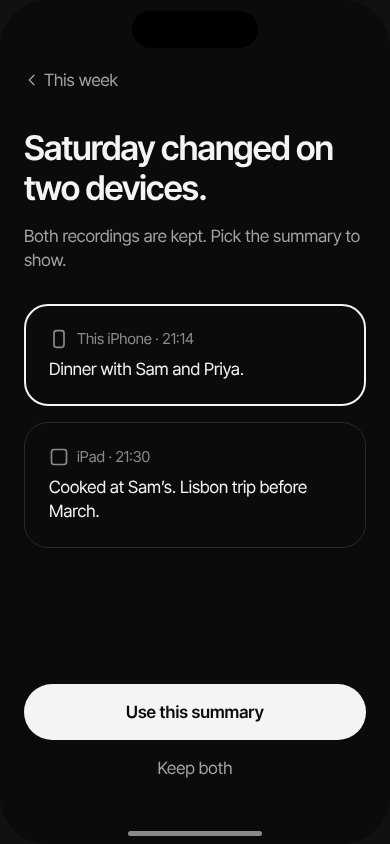 This week
Saturday changed on
two devices.
Both recordings are kept. Pick the summary to
show.
This iPhone · 21:14
Dinner with Sam and Priya.
iPad · 21:30
Cooked at Sam’s. Lisbon trip before
March.
Use this summary
Keep both